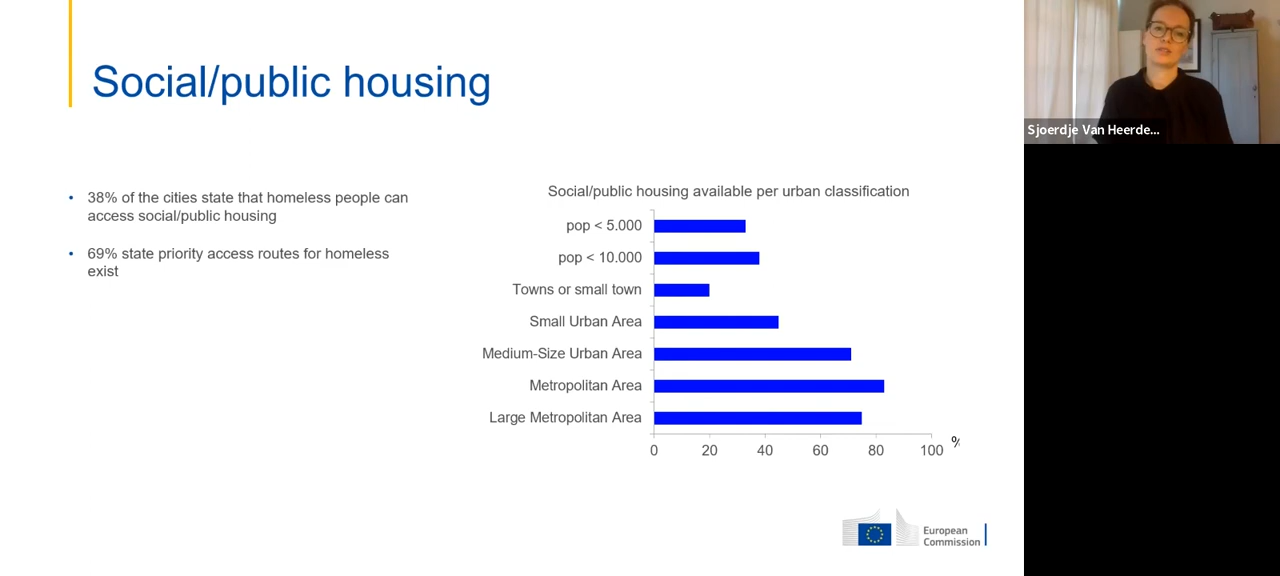 Social/public housing
• 38% of the cities state that homeless people can
access social/public housing
• 69% state priority access routes for homeless
exist
Social/public housing available per urban classification
pop < 5.000
pop < 10.000
Towns or small town
Small Urban Area
Medium-Size Urban Area
Metropolitan Area
Large Metropolitan Area
0 20 40 60 80 100 %
European
Commission
Sjoerdje Van Heerde...